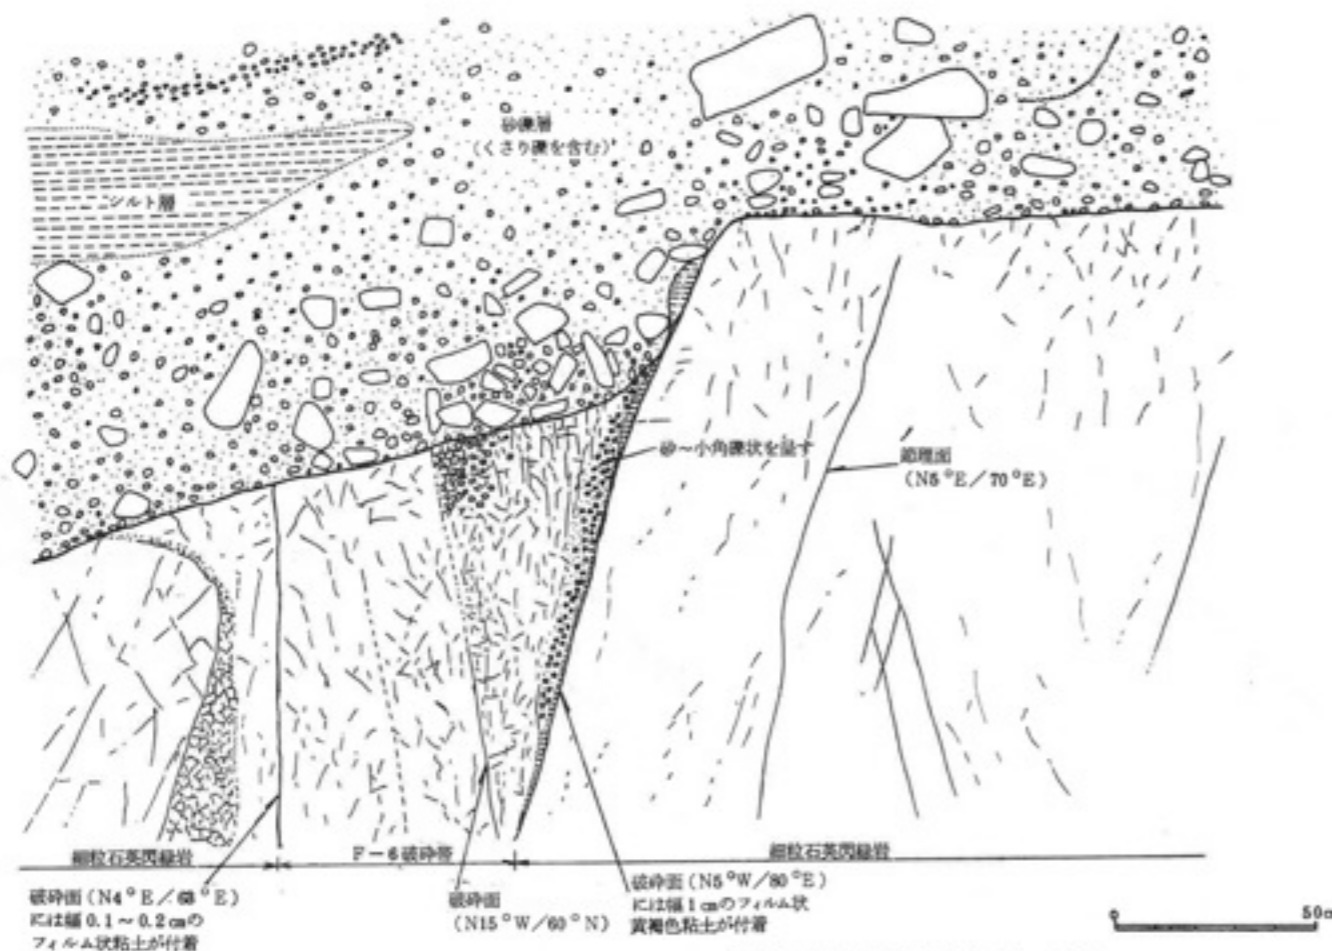 砂礫層
（くさり礫を含む）
シルト層
砂〜小角礫状を呈す
節理面
（N5°E／70°E）
細粒石英閃緑岩
F－6破砕帯
細粒石英閃緑岩
破砕面（N4°E／63°E）
には幅0.1〜0.2cmの
フィルム状粘土が付着
破砕面
（N15°W／60°N）
破砕面（N5°W／80°E）
には幅1cmのフィルム状
黄褐色粘土が付着
0
50c